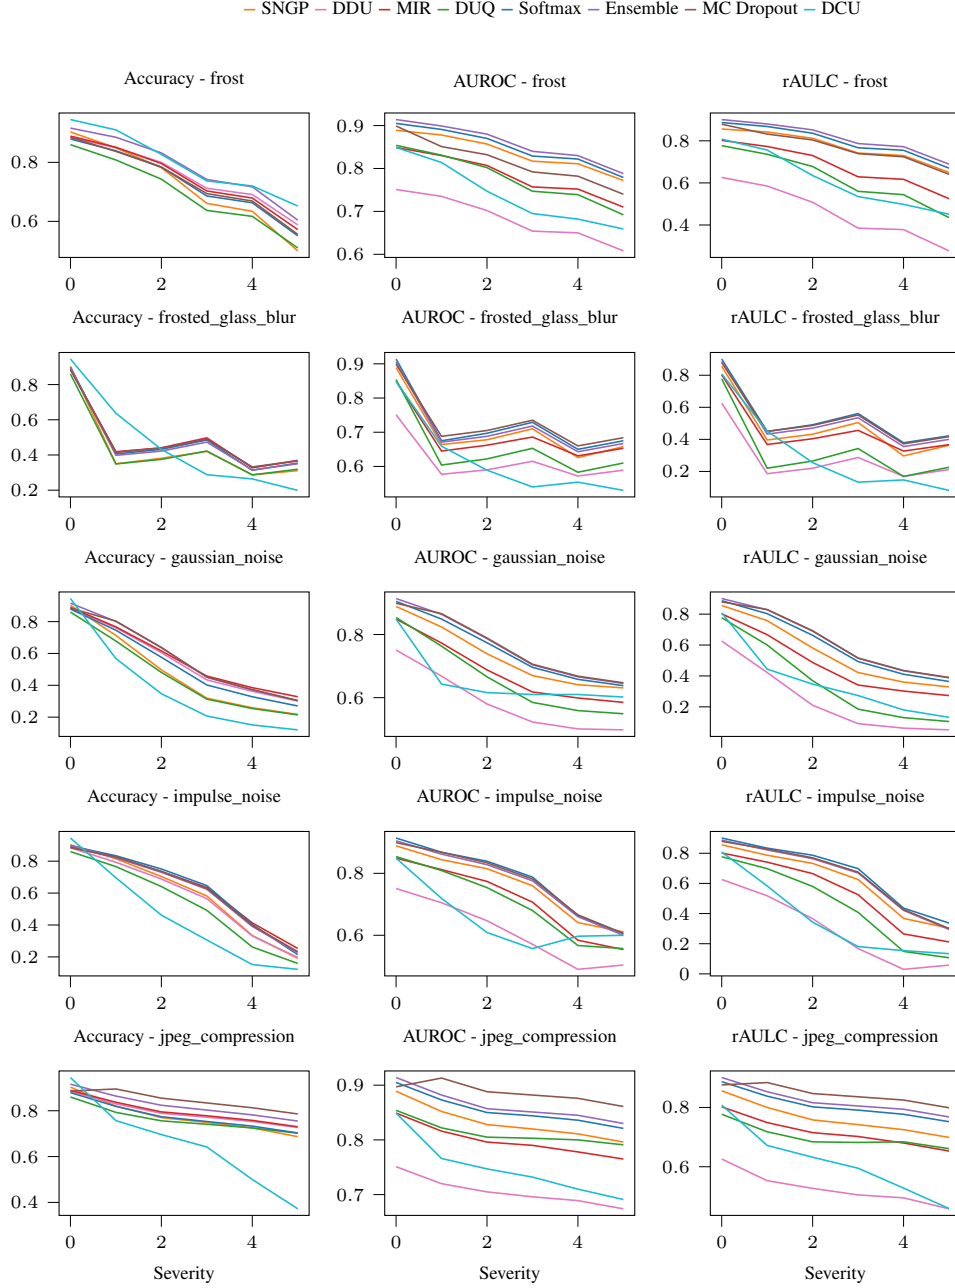 SNGP DDU MIR DUQ Softmax Ensemble MC Dropout DCU
Accuracy - frost
0.8
0.6
0 2 4
AUROC - frost
0.9
0.8
0.7
0.6
0 2 4
rAULC - frost
0.8
0.6
0.4
0 2 4
Accuracy - frosted_glass_blur
0.8
0.6
0.4
0.2
0 2 4
AUROC - frosted_glass_blur
0.9
0.8
0.7
0.6
0 2 4
rAULC - frosted_glass_blur
0.8
0.6
0.4
0.2
0 2 4
Accuracy - gaussian_noise
0.8
0.6
0.4
0.2
0 2 4
AUROC - gaussian_noise
0.8
0.6
0 2 4
rAULC - gaussian_noise
0.8
0.6
0.4
0.2
0 2 4
Accuracy - impulse_noise
0.8
0.6
0.4
0.2
0 2 4
AUROC - impulse_noise
0.8
0.6
0 2 4
rAULC - impulse_noise
0.8
0.6
0.4
0.2
0
0 2 4
Accuracy - jpeg_compression
0.8
0.6
0.4
0 2 4
Severity
AUROC - jpeg_compression
0.9
0.8
0.7
0 2 4
Severity
rAULC - jpeg_compression
0.8
0.6
0 2 4
Severity